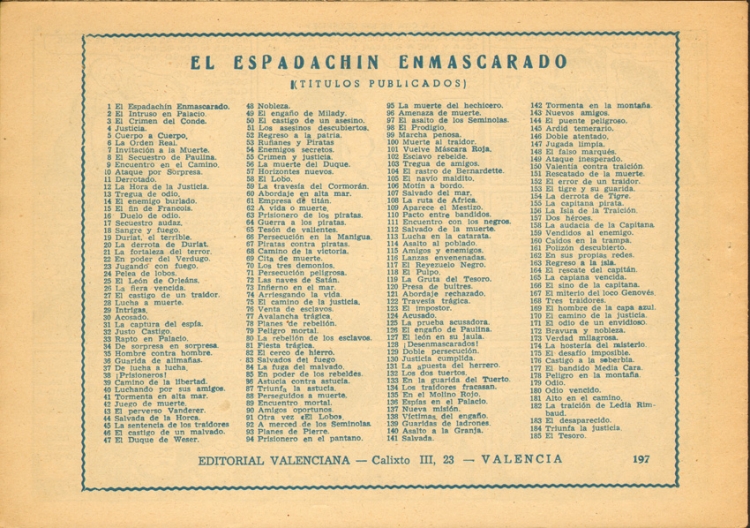 EL ESPADACHIN ENMASCARADO
(TITULOS PUBLICADOS)
1 El Espadachín Enmascarado.
2 El Intruso en Palacio.
3 El Crimen del Conde.
4 Justicia.
5 Cuerpo a Cuerpo,
6 La Orden Real.
7 Invitación a la Muerte.
8 El Secuestro de Paulina.
9 Encuentro en el Camino.
10 Ataque por Sorpresa.
11 Derrotado.
12 La Hora de la Justicia.
13 Tregua de odio,
14 El enemigo burlado.
15 El fin de Francois.
16 Duelo de odio.
17 Secuestro audaz.
18 Sangre y fuego.
19 Duriat, el terrible.
20 La derrota de Duriat.
21 La fortaleza del terror.
22 En poder del Verdugo.
23 Jugando con fuego.
24 Pelea de lobos.
25 El León de Orleáns.
26 La fiera vencida.
27 El castigo de un traidor.
28 Lucha a muerte.
29 Intrigas,
30 Acosado.
31 La captura del espía.
32 Justo Castigo.
33 Rapto en Palacio.
34 De sorpresa en sorpresa.
35 Hombre contra hombre.
36 Guarida de alimañas.
37 De lucha a lucha,
38 ¡Prisioneros!
39 Camino de la libertad.
40 Luchando por sus amigos.
41 Tormenta en alta mar.
42 Juego de muerte.
43 El perverso Vanderer.
44 Salvada de la Horca.
45 La sentencia de los traidores
46 El castigo de un malvado.
47 El Duque de Weser.
48 Nobleza.
49 El engaño de Milady.
50 El castigo de un asesino.
51 Los asesinos descubiertos.
52 Regreso a la patria.
53 Rufianes y Piratas
54 Enemigos secretos.
55 Crimen y justicia.
56 La muerte del Duque.
57 Horizontes nuevos.
58 El Lobo.
59 La travesía del Cormorán.
60 Abordaje en alta mar.
61 Empresa de titán.
62 A vida o muerte.
63 Prisionero de los piratas.
64 Guerra a los piratas.
65 Tesón de valientes.
66 Persecución en la Manigua.
67 Piratas contra piratas.
68 Camino de la victoria.
69 Cita de muerte.
70 Los tres demonios.
71 Persecución peligrosa.
72 Las naves de Satán.
73 Infierno en el mar.
74 Arriesgando la vida.
75 El camino de la justicia,
76 Venta de esclavos.
77 Avalancha trágica,
78 Planes de rebelión.
79 Peligro mortal.
80 La rebelión de los esclavos.
81 Fiesta trágica.
82 El cerco de hierro.
83 Salvados del fuego
84 La fuga del malvado.
85 En poder de los rebeldes.
86 Astucia contra astucia.
87 Triunfa la astucia.
88 Perseguidos a muerte.
89 Encuentro mortal.
90 Amigos oportunos.
91 Otra vez «El Lobo».
92 A merced de los Seminolas.
93 Planes de Pierre.
94 Prisionero en el pantano.
95 La muerte del hechicero.
96 Amenaza de muerte.
97 El asalto de los Seminolas.
98 El Prodigio,
99 Marcha penosa.
100 Muerte al traidor.
101 Vuelve Máscara Roja.
102 Esclavo rebelde.
103 Tregua de amigos.
104 El rastro de Bernardette.
105 El navío maldito.
106 Motín a bordo.
107 Salvado del mar.
108 La ruta de Africa.
109 Aparece el Mestizo.
110 Pacto entre bandidos.
111 Encuentro con los negros.
112 Salvado de la muerte.
113 Lucha en la catarata.
114 Asalto al poblado.
115 Amigos y enemigos.
116 Lanzas envenenadas.
117 El Reyezuelo Negro.
118 El Pulpo.
119 La Gruta del Tesoro.
120 Presa de buitres.
121 Abordaje rechazado.
122 Travesía trágica.
123 El impostor.
124 Acusado.
125 La prueba acusadora.
126 El engaño de Paulina.
127 El león en su jaula.
128 ¡Desenmascarados!
129 Doble persecución.
130 Justicia cumplida.
131 La apuesta del herrero.
132 Los dos tuertos.
133 En la guarida del Tuerto.
134 Los traidores fracasan.
135 En el Molino Rojo.
136 Espías en el Palacio.
137 Nueva misión.
138 Víctimas del engaño.
139 Guaridas de ladrones.
140 Asalto a la Granja.
141 Salvada.
142 Tormenta en la montaña.
143 Nuevos amigos.
144 El puente peligroso.
145 Ardid temerario.
146 Doble atentado.
147 Jugada limpia.
148 El falso marqués.
149 Ataque inesperado.
150 Valentía contra traición.
151 Rescatado de la muerte.
152 El error de un traidor.
153 El tigre y su guarida.
154 La derrota de Tigre.
155 La capitana pirata.
156 La Isla de la Traición.
157 Dos héroes.
158 La audacia de la Capitana.
159 Vendidos al enemigo.
160 Caídos en la trampa.
161 Polizón descubierto.
162 En sus propias redes.
163 Regreso a la isla.
164 El rescate del capitán.
165 La capiana vencida.
166 El sino de la capitana.
167 El miterio del loco Genovés.
168 Tres traidores.
169 El hombre de la capa azul.
170 El camino de la justicia.
171 El odio de un envidioso.
172 Bravura y nobleza.
173 Verdad milagrosa.
174 La hostería del misterio.
175 El desafío imposible.
176 Castigo a la soberbia.
177 El bandido Media Cara.
178 Peligro en la montaña.
179 Odio.
180 Odio vencido.
181 Alto en el camino,
182 La traición de Ledia Rim-
baud.
183 El desaparecido.
184 Triunfa la justicia.
185 El Tesoro.
EDITORIAL VALENCIANA — Calixto III, 23 — VALENCIA 197